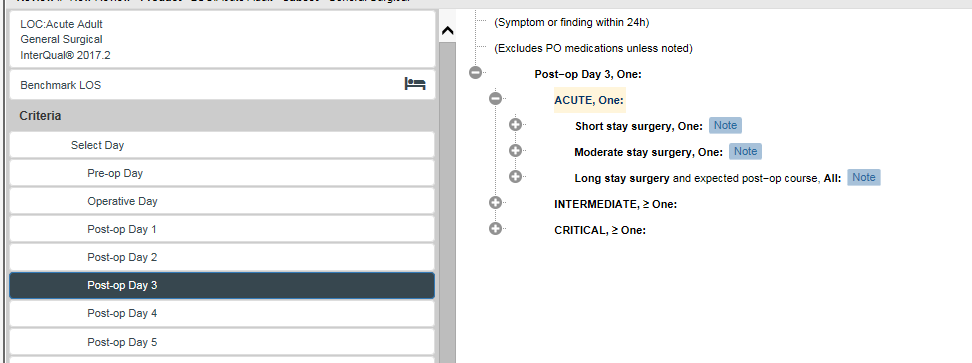 LOC:Acute Adult
General Surgical
InterQual® 2017.2
Benchmark LOS
Criteria
Select Day
Pre-op Day
Operative Day
Post-op Day 1
Post-op Day 2
Post-op Day 3
Post-op Day 4
Post-op Day 5
(Symptom or finding within 24h)
(Excludes PO medications unless noted)
Post-op Day 3, One:
ACUTE, One:
Short stay surgery, One: Note
Moderate stay surgery, One: Note
Long stay surgery and expected post-op course, All: Note
INTERMEDIATE, ≥ One:
CRITICAL, ≥ One: